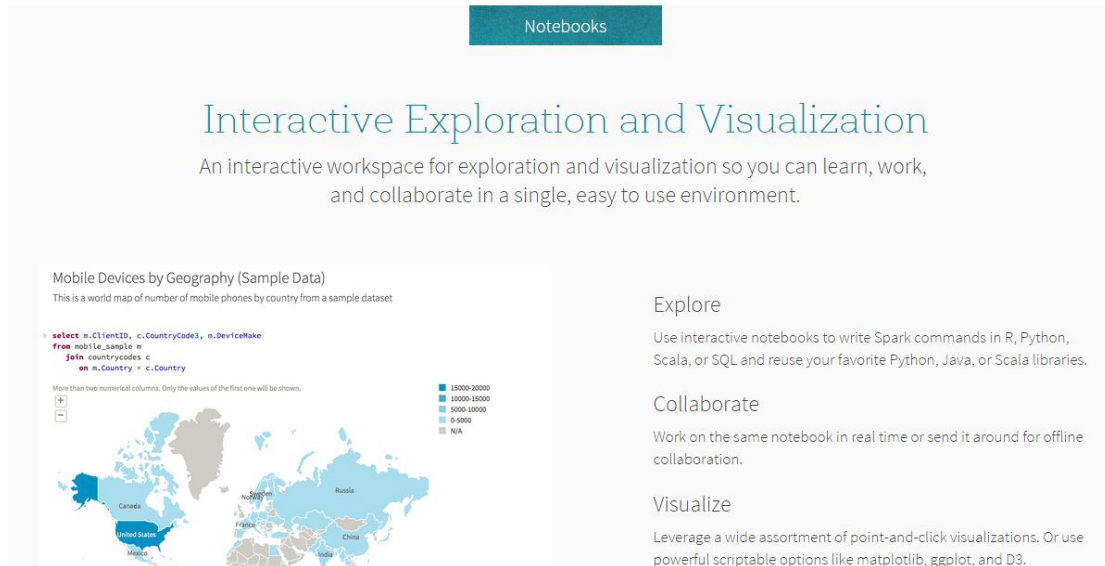 Notebooks
Interactive Exploration and Visualization
An interactive workspace for exploration and visualization so you can learn, work,
and collaborate in a single, easy to use environment.
Mobile Devices by Geography (Sample Data)
This is a world map of number of mobile phones by country from a sample dataset
> select m.ClientID, c.CountryCode3, m.DeviceMake
from mobile_sample m
join countrycodes c
on m.Country = c.Country
More than two numerical columns. Only the values of the first one will be shown.
+
−
15000-20000
10000-15000
5000-10000
0-5000
N/A
Canada
United States
Mexico
Norway
Sweden
France
Russia
China
India
Explore
Use interactive notebooks to write Spark commands in R, Python,
Scala, or SQL and reuse your favorite Python, Java, or Scala libraries.
Collaborate
Work on the same notebook in real time or send it around for offline
collaboration.
Visualize
Leverage a wide assortment of point-and-click visualizations. Or use
powerful scriptable options like matplotlib, ggplot, and D3.